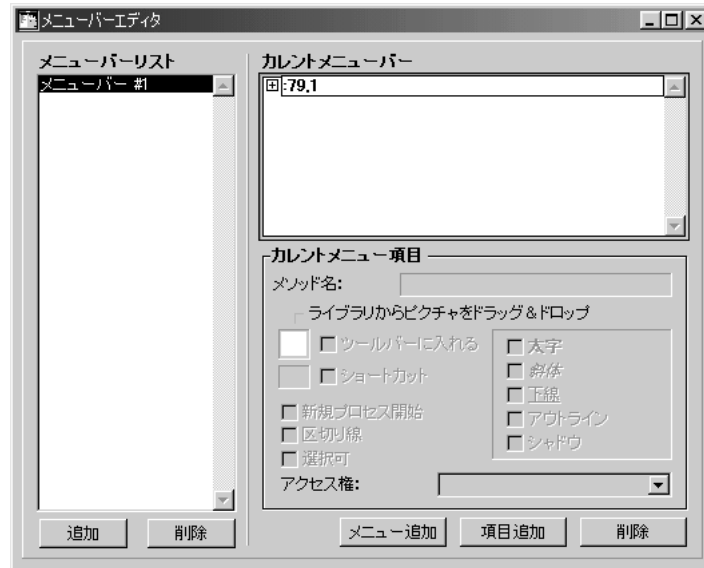 メニューバーエディタ
メニューバーリスト
メニューバー #1
追加
削除
カレントメニューバー
:79,1
カレントメニュー項目
メソッド名:
ライブラリからピクチャをドラッグ&ドロップ
ツールバーに入れる
ショートカット
新規プロセス開始
区切り線
選択可
太字
斜体
下線
アウトライン
シャドウ
アクセス権:
メニュー追加
項目追加
削除